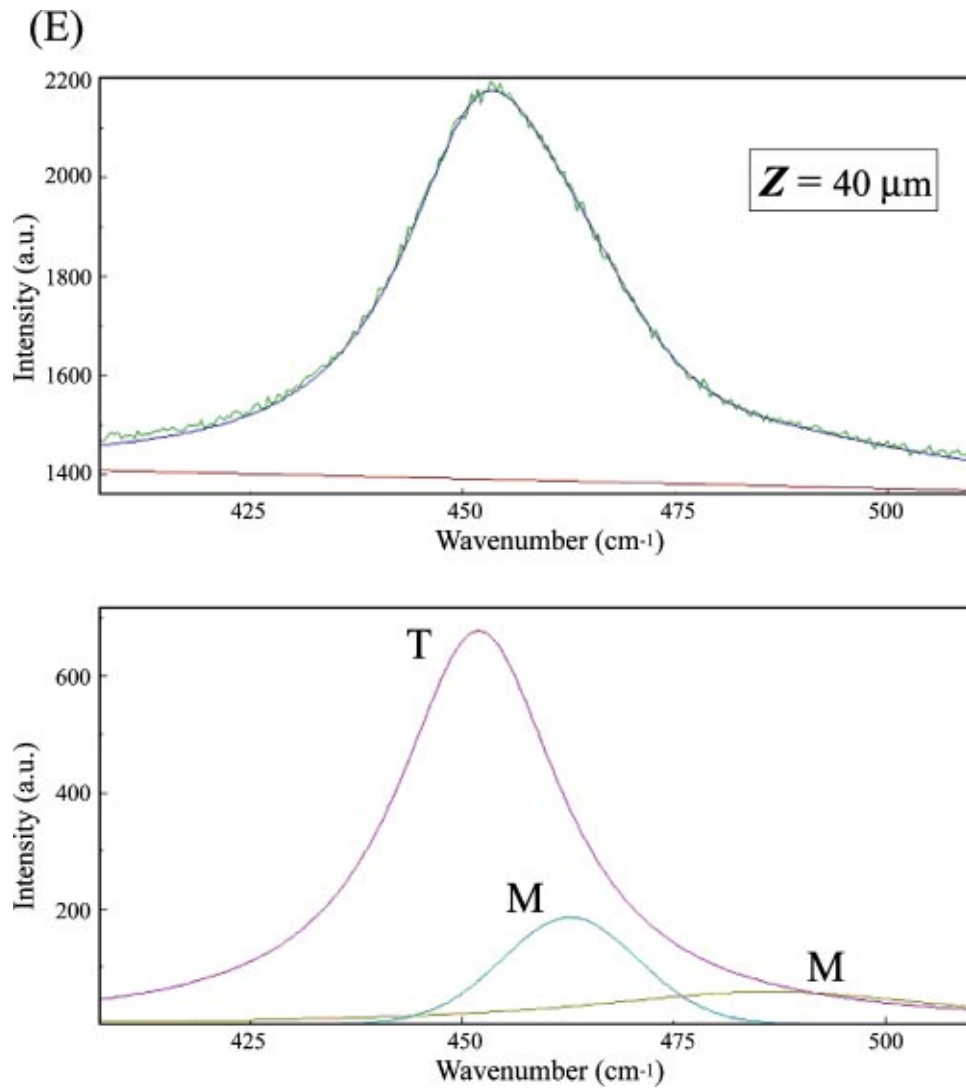 (E)
2200
2000
1800
1600
1400
Intensity (a.u.)
Z = 40 μm
425 450 475 500
Wavenumber (cm-1)
600
400
200
Intensity (a.u.)
T
M
M
425 450 475 500
Wavenumber (cm-1)